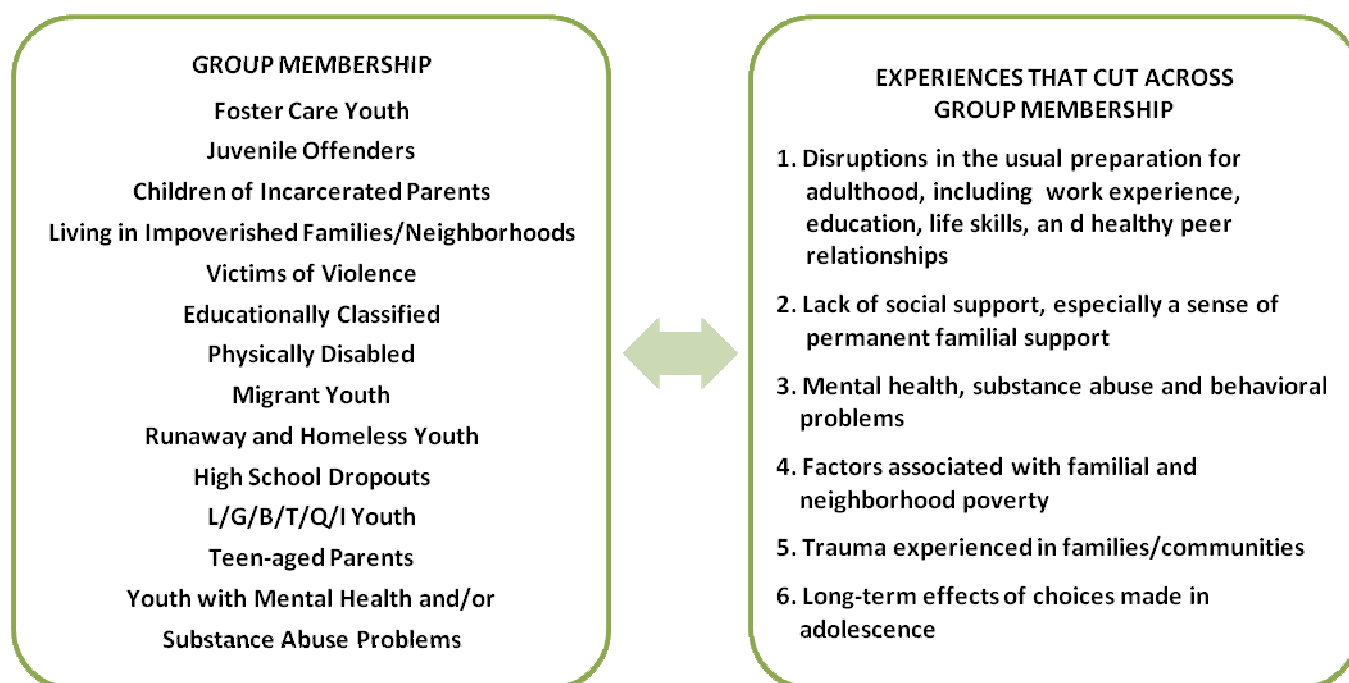 GROUP MEMBERSHIP
Foster Care Youth
Juvenile Offenders
Children of Incarcerated Parents
Living in Impoverished Families/Neighborhoods
Victims of Violence
Educationally Classified
Physically Disabled
Migrant Youth
Runaway and Homeless Youth
High School Dropouts
L/G/B/T/Q/I Youth
Teen-aged Parents
Youth with Mental Health and/or
Substance Abuse Problems
EXPERIENCES THAT CUT ACROSS
GROUP MEMBERSHIP
1. Disruptions in the usual preparation for
adulthood, including work experience,
education, life skills, an d healthy peer
relationships
2. Lack of social support, especially a sense of
permanent familial support
3. Mental health, substance abuse and behavioral
problems
4. Factors associated with familial and
neighborhood poverty
5. Trauma experienced in families/communities
6. Long-term effects of choices made in
adolescence